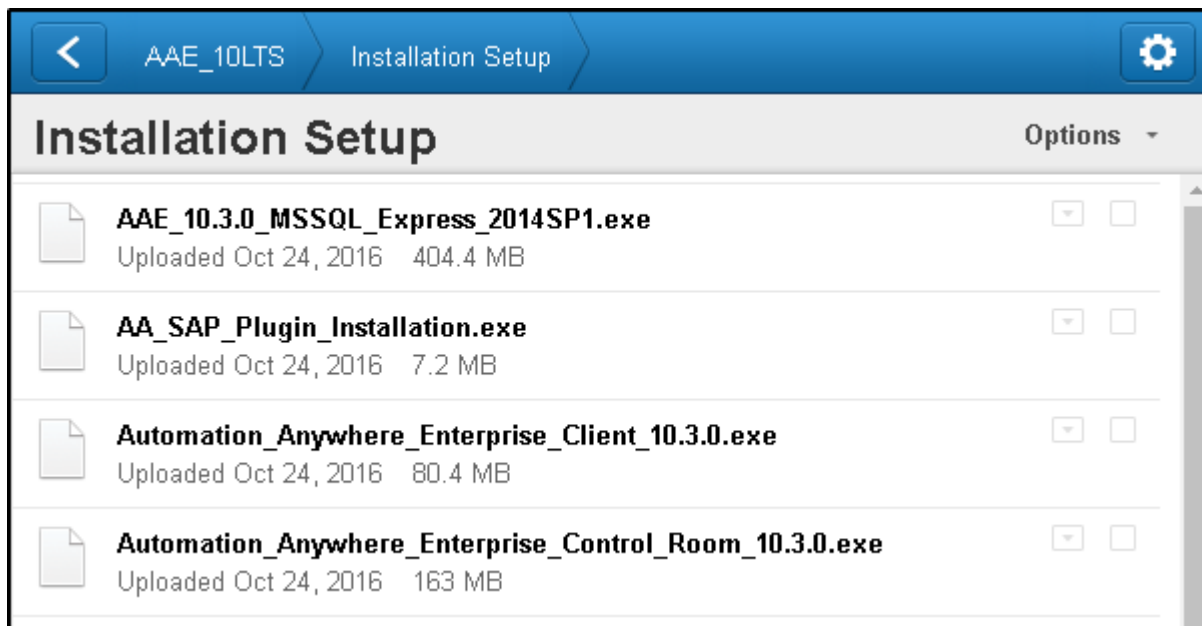 AAE_10LTS Installation Setup
Installation Setup Options
AAE_10.3.0_MSSQL_Express_2014SP1.exe
Uploaded Oct 24, 2016 404.4 MB
AA_SAP_Plugin_Installation.exe
Uploaded Oct 24, 2016 7.2 MB
Automation_Anywhere_Enterprise_Client_10.3.0.exe
Uploaded Oct 24, 2016 80.4 MB
Automation_Anywhere_Enterprise_Control_Room_10.3.0.exe
Uploaded Oct 24, 2016 163 MB